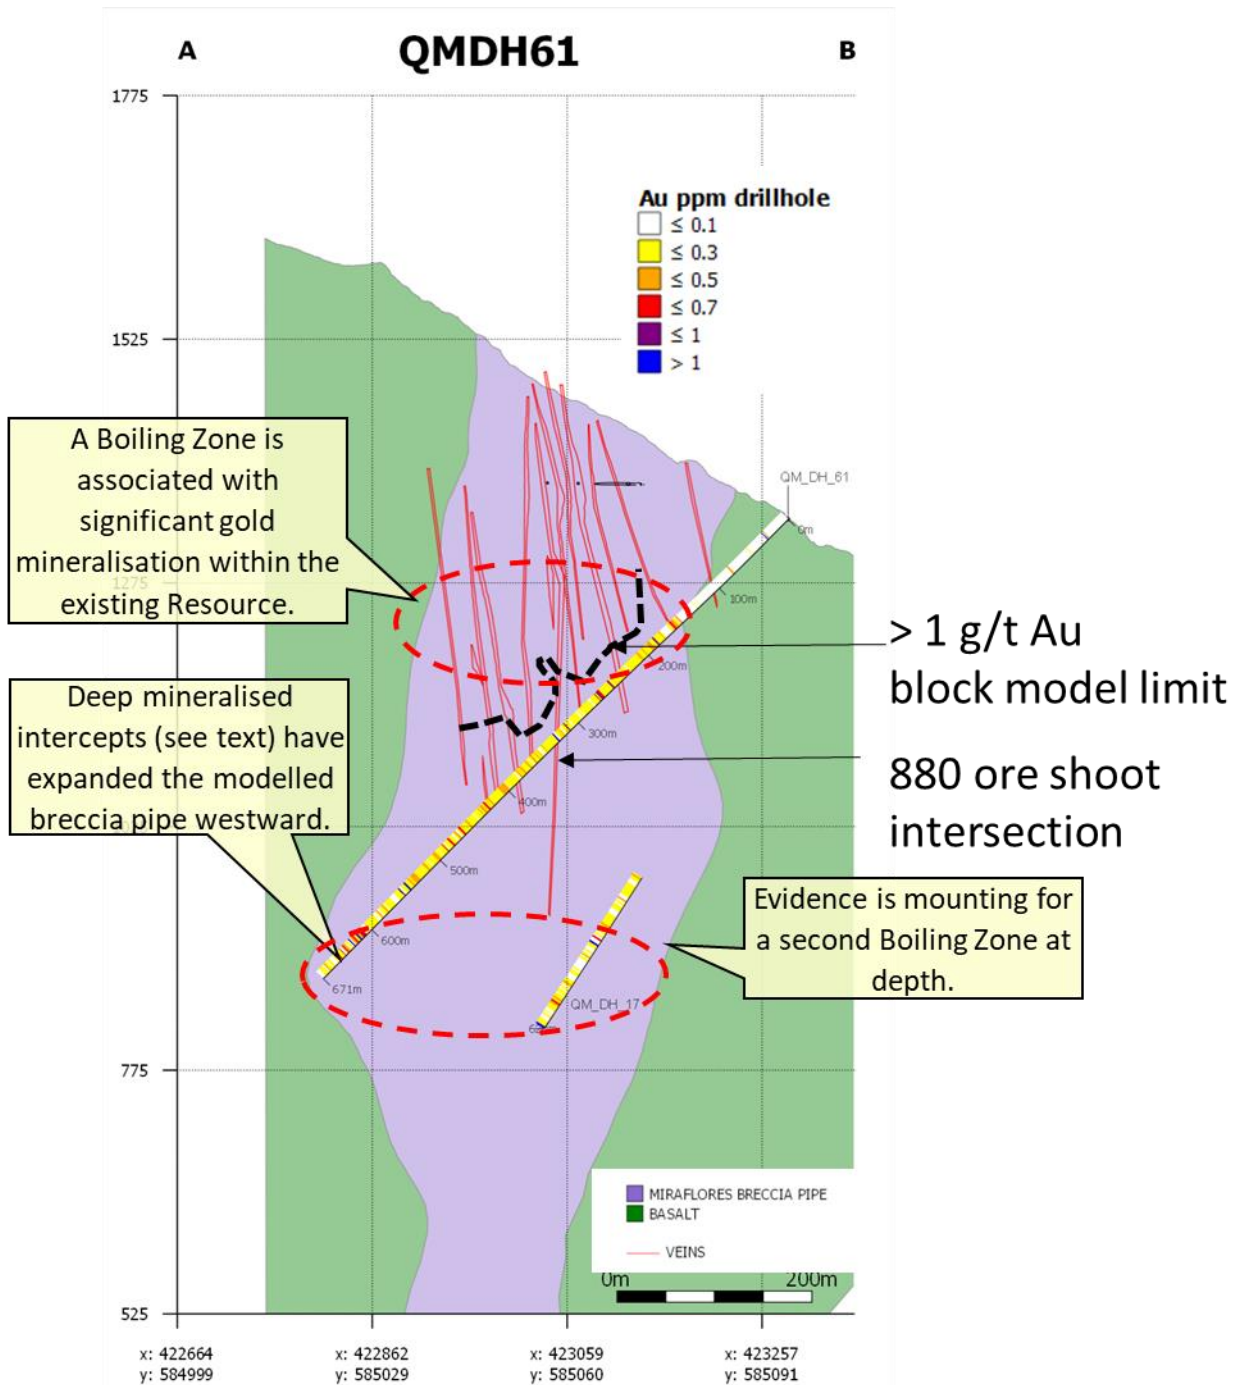 A
QMDH61
B
1775
Au ppm drillhole
≤ 0.1
≤ 0.3
≤ 0.5
≤ 0.7
≤ 1
> 1
1525
A Boiling Zone is
associated with
significant gold
mineralisation within the
existing Resource.
QM_DH_61
0m
1275
100m
> 1 g/t Au
block model limit
200m
Deep mineralised
intercepts (see text) have
expanded the modelled
breccia pipe westward.
300m
880 ore shoot
intersection
400m
500m
Evidence is mounting for
a second Boiling Zone at
depth.
600m
671m
QM_DH_17
775
MIRAFLORES BRECCIA PIPE
BASALT
VEINS
0m 200m
525
x: 422664
y: 584999
x: 422862
y: 585029
x: 423059
y: 585060
x: 423257
y: 585091